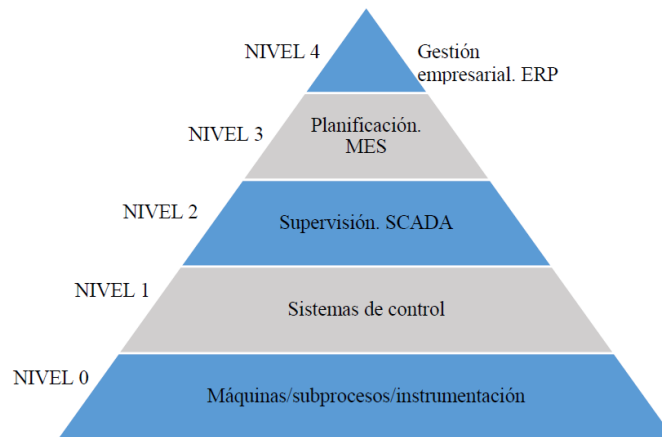 NIVEL 4
Gestión
empresarial. ERP
NIVEL 3
Planificación.
MES
NIVEL 2
Supervisión. SCADA
NIVEL 1
Sistemas de control
NIVEL 0
Máquinas/subprocesos/instrumentación